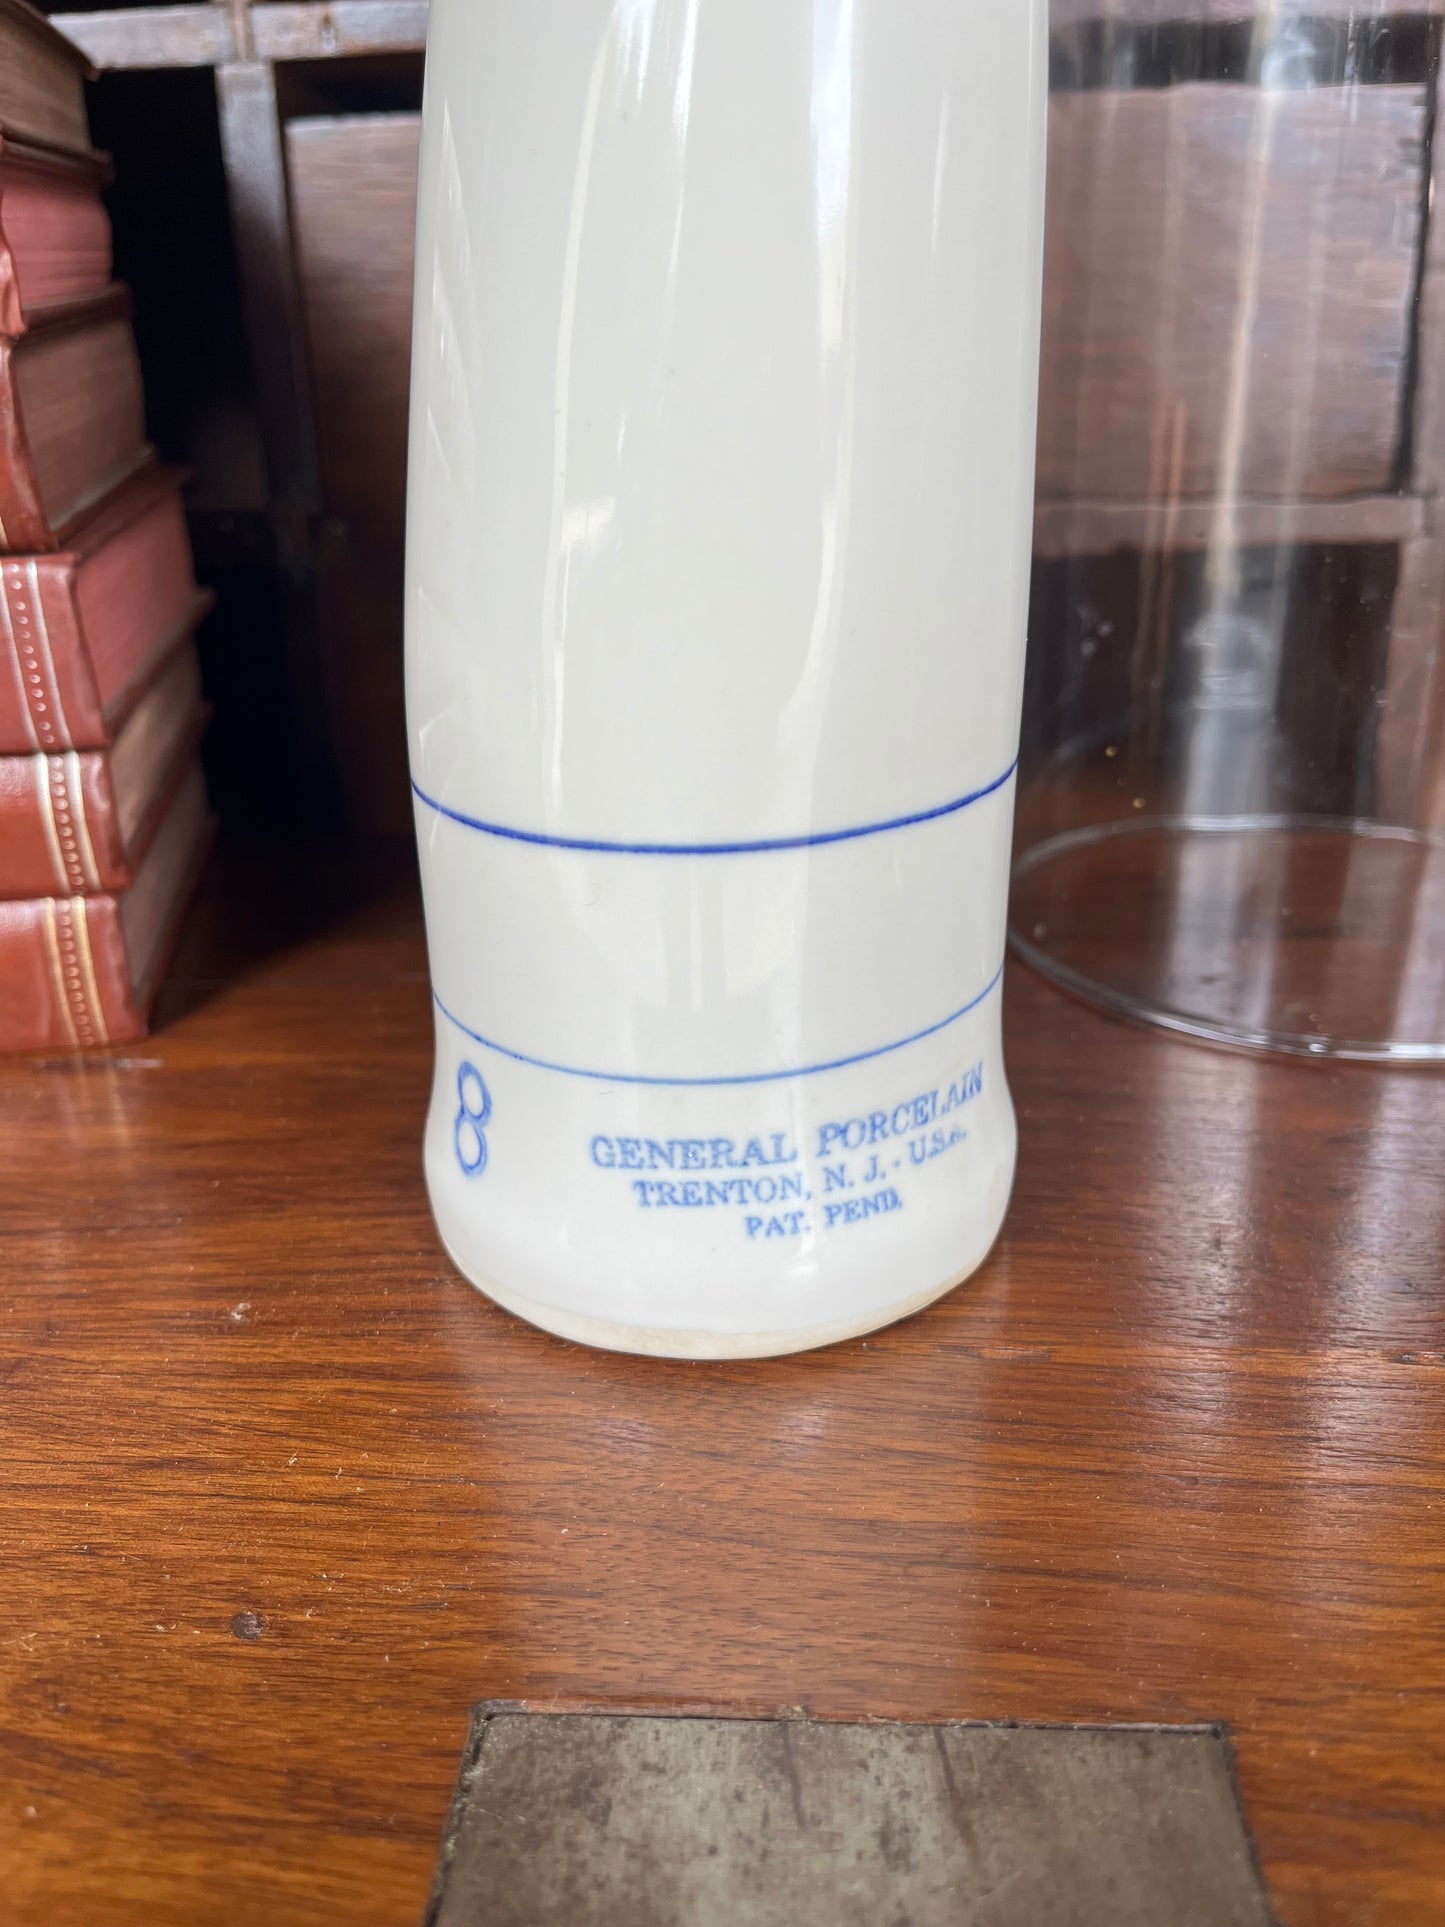 8
GENERAL PORCELAIN
TRENTON, N. J. - U.S.A.
PAT. PEND.